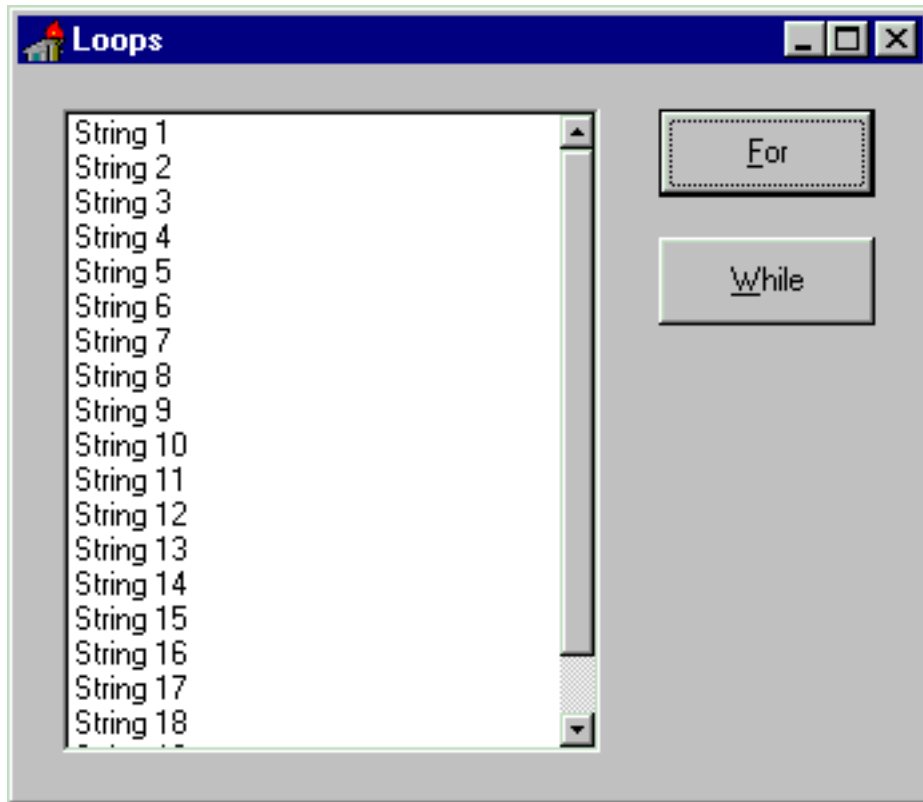 Loops
String 1
String 2
String 3
String 4
String 5
String 6
String 7
String 8
String 9
String 10
String 11
String 12
String 13
String 14
String 15
String 16
String 17
String 18
For
While